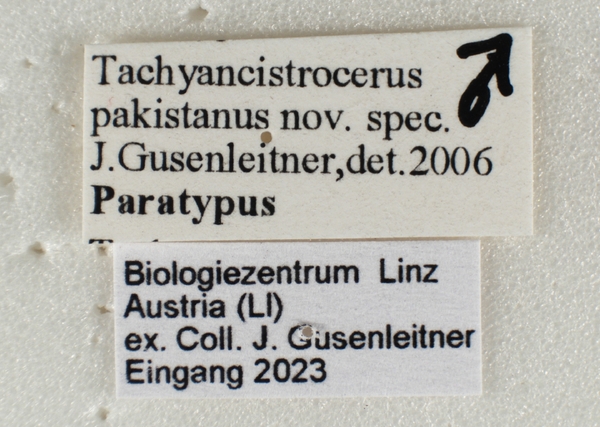 Tachyancistrocerus ♂
pakistanus nov. spec.
J.Gusenleitner,det.2006
Paratypus
Biologiezentrum Linz
Austria (LI)
ex. Coll. J. Gusenleitner
Eingang 2023